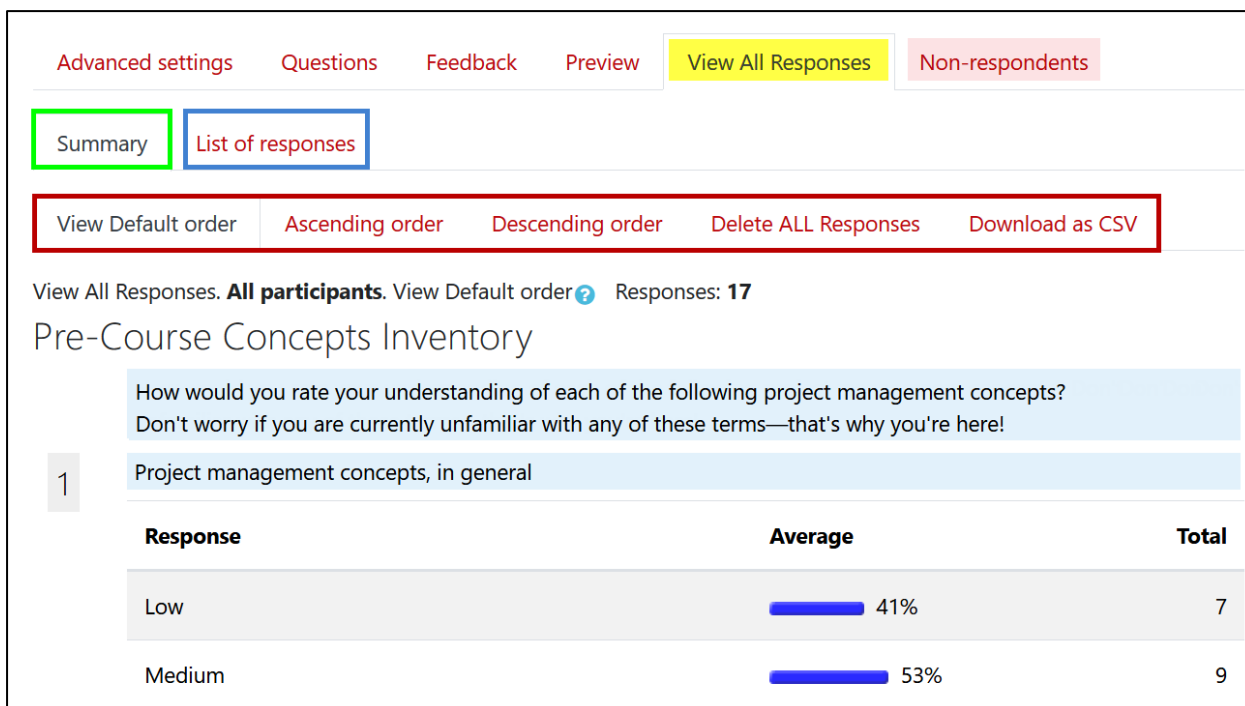 Advanced settings Questions Feedback Preview View All Responses Non-respondents
Summary List of responses
View Default order Ascending order Descending order Delete ALL Responses Download as CSV
View All Responses. All participants. View Default order ? Responses: 17
Pre-Course Concepts Inventory
How would you rate your understanding of each of the following project management concepts?
Don't worry if you are currently unfamiliar with any of these terms—that's why you're here!
1 Project management concepts, in general
Response Average Total
Low 41% 7
Medium 53% 9